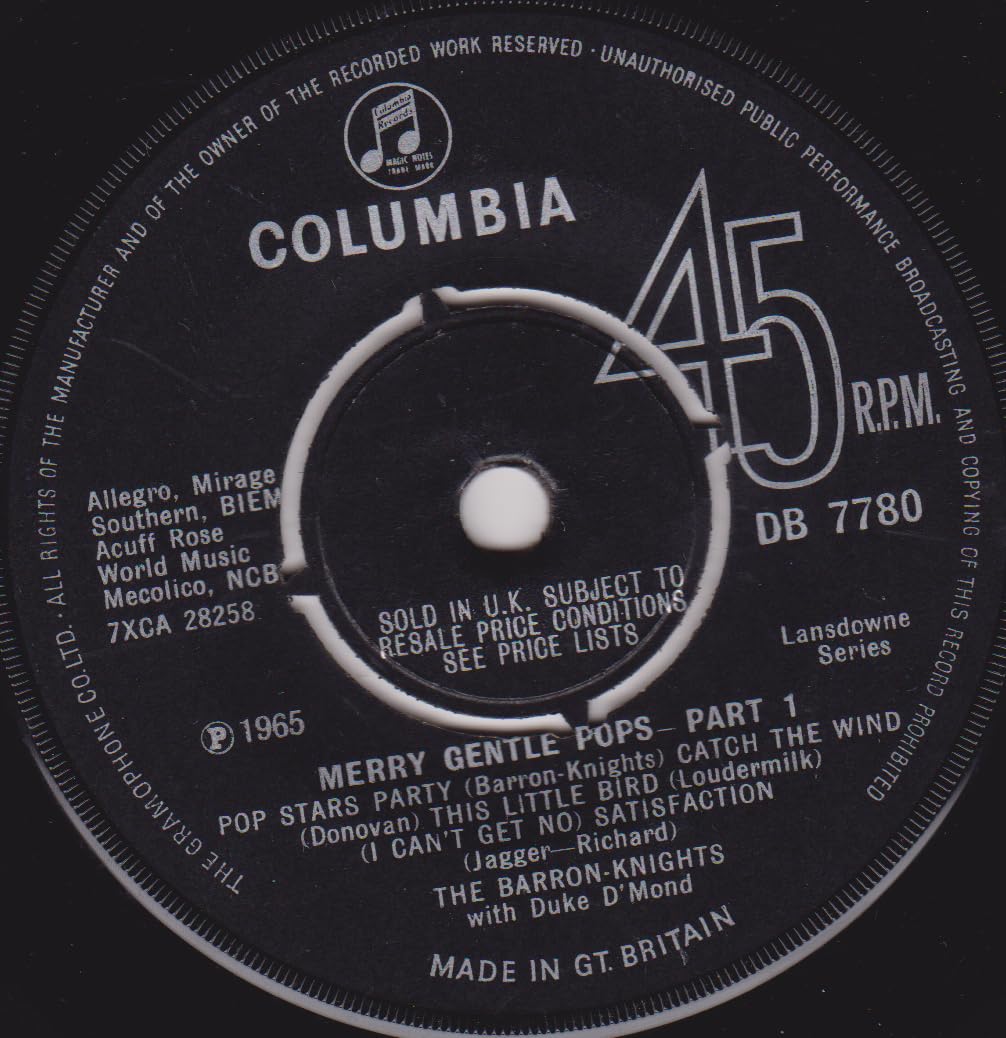 THE GRAMOPHONE CO. LTD. · ALL RIGHTS OF THE MANUFACTURER AND OF THE OWNER OF THE RECORDED WORK RESERVED · UNAUTHORISED PUBLIC PERFORMANCE BROADCASTING AND COPYING OF THIS RECORD PROHIBITED
Columbia
Records
MAGIC NOTES
TRADE MARK
COLUMBIA
45 R.P.M.
DB 7780
Allegro, Mirage
Southern, BIEM
Acuff Rose
World Music
Mecolico, NCB
7XCA 28258
SOLD IN U.K. SUBJECT TO
RESALE PRICE CONDITIONS
SEE PRICE LISTS
Lansdowne
Series
Ⓟ 1965
MERRY GENTLE POPS — PART 1
POP STARS PARTY (Barron-Knights) CATCH THE WIND
(Donovan) THIS LITTLE BIRD (Loudermilk)
(I CAN'T GET NO) SATISFACTION
(Jagger—Richard)
THE BARRON-KNIGHTS
with Duke D'Mond
MADE IN GT. BRITAIN